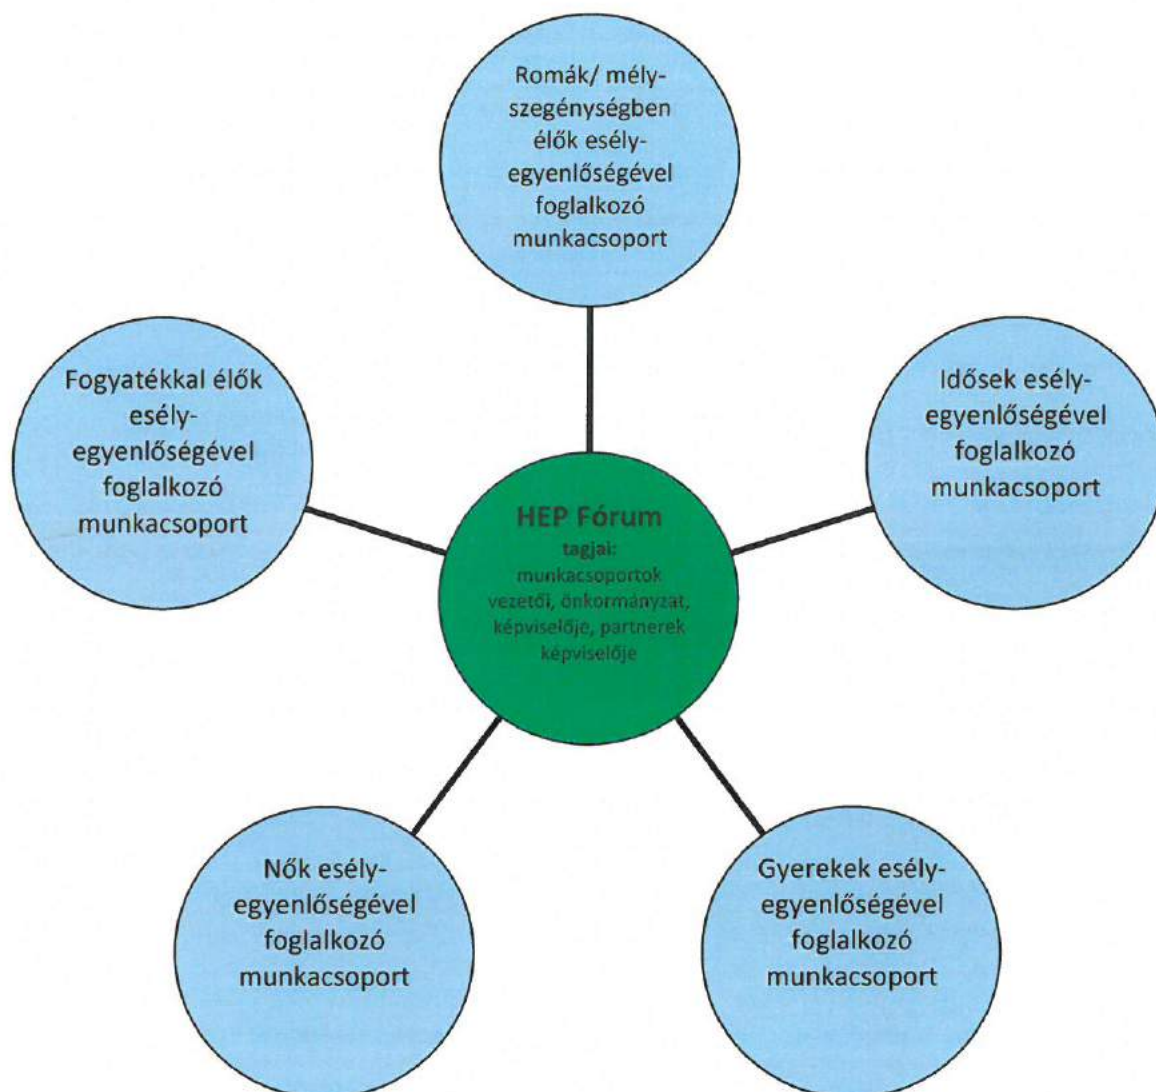 Romák/ mély-
szegénységben
élők esély-
egyenlőségével
foglalkozó
munkacsoport
Fogyatékkal élők
esély-
egyenlőségével
foglalkozó
munkacsoport
Idősek esély-
egyenlőségével
foglalkozó
munkacsoport
HEP Fórum
tagjai:
munkacsoportok
vezetői, önkormányzat,
képviselője, partnerek
képviselője
Nők esély-
egyenlőségével
foglalkozó
munkacsoport
Gyerekek esély-
egyenlőségével
foglalkozó
munkacsoport